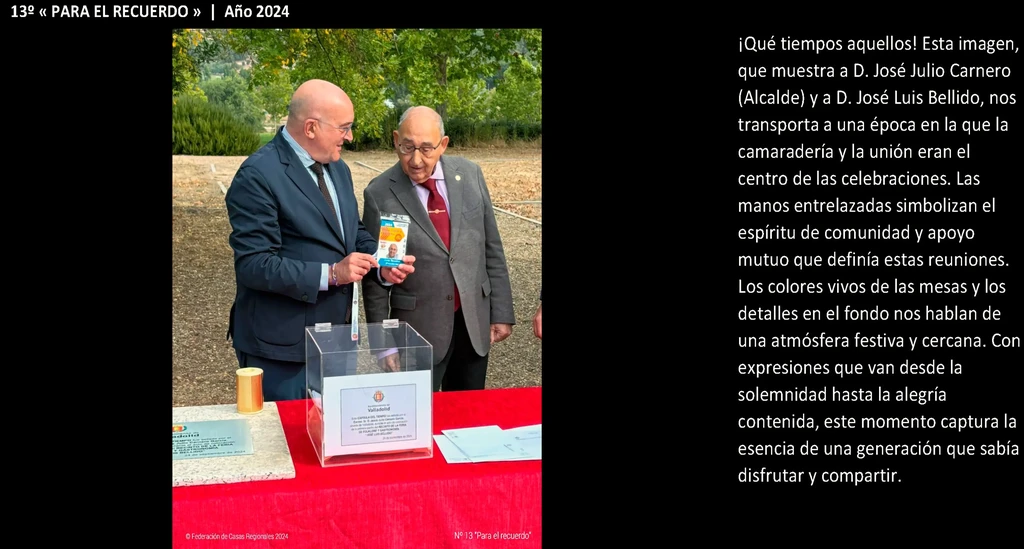 13º « PARA EL RECUERDO » | Año 2024
¡Qué tiempos aquellos! Esta imagen,
que muestra a D. José Julio Carnero
(Alcalde) y a D. José Luis Bellido, nos
transporta a una época en la que la
camaradería y la unión eran el
centro de las celebraciones. Las
manos entrelazadas simbolizan el
espíritu de comunidad y apoyo
mutuo que definía estas reuniones.
Los colores vivos de las mesas y los
detalles en el fondo nos hablan de
una atmósfera festiva y cercana. Con
expresiones que van desde la
solemnidad hasta la alegría
contenida, este momento captura la
esencia de una generación que sabía
disfrutar y compartir.
Valladolid
© Federación de Casas Regionales 2024
Nº 13 "Para el recuerdo"